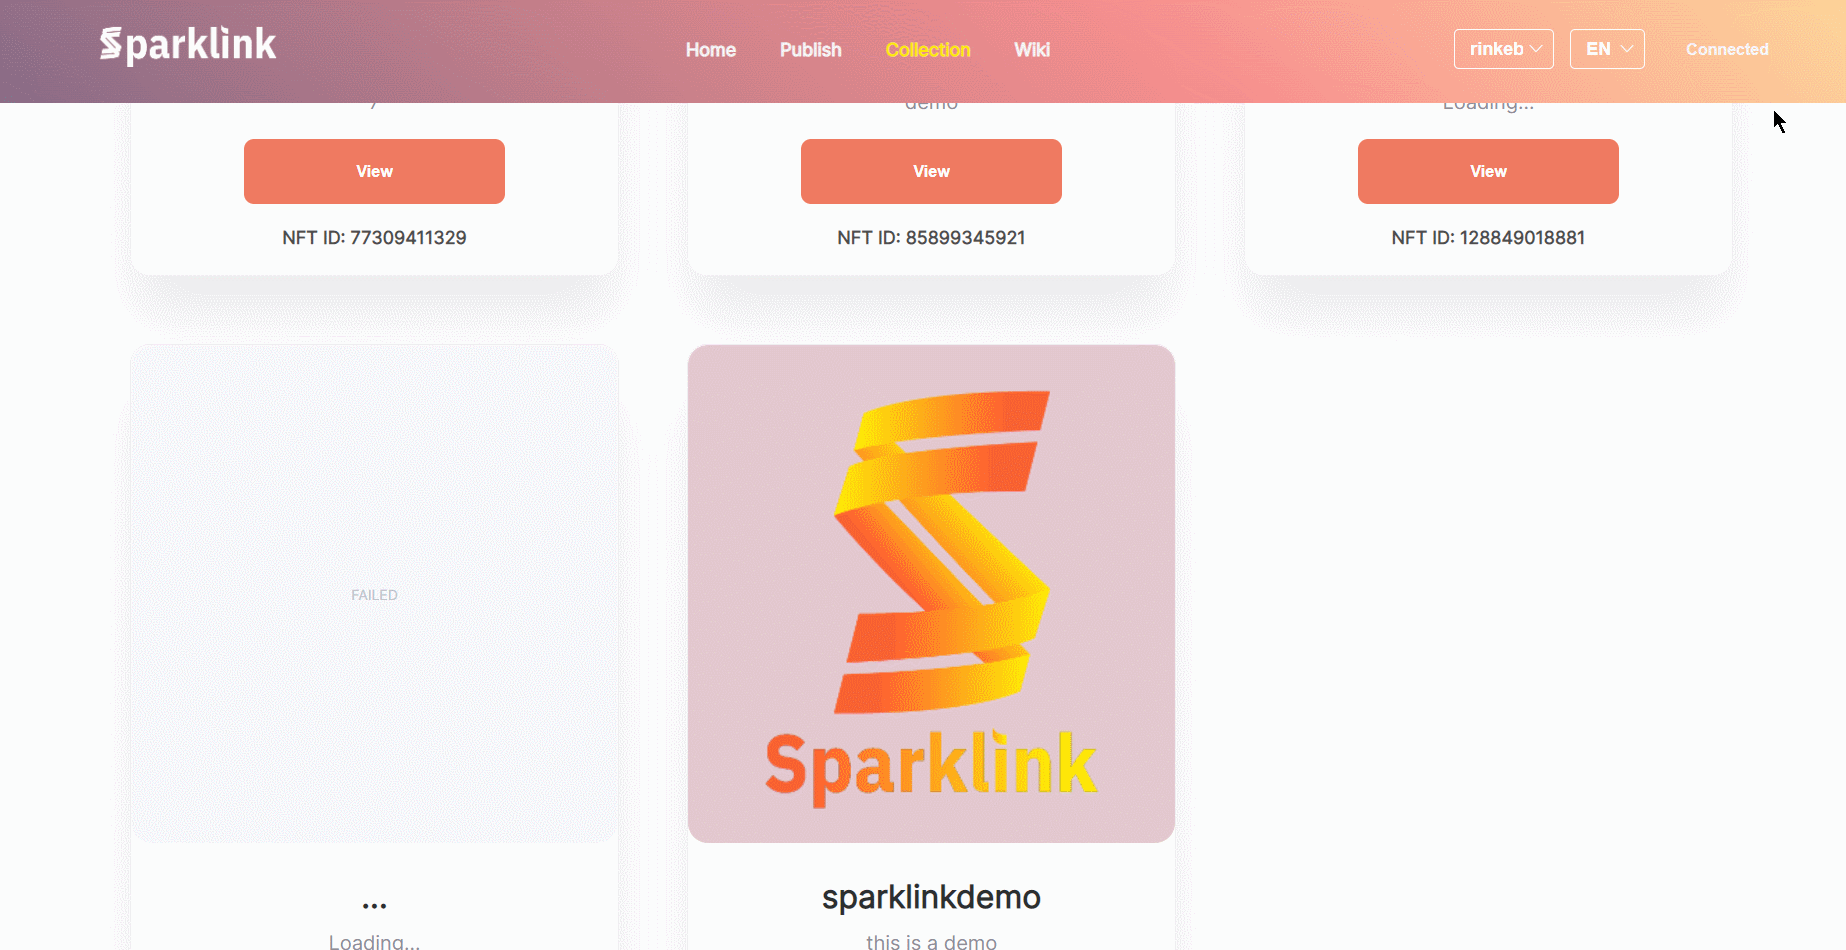 Sparklink
Home Publish Collection Wiki
rinkeb EN Connected
demo
Loading...
View
View
View
NFT ID: 77309411329
NFT ID: 85899345921
NFT ID: 128849018881
FAILED
Sparklink
...
sparklinkdemo
Loading...
this is a demo